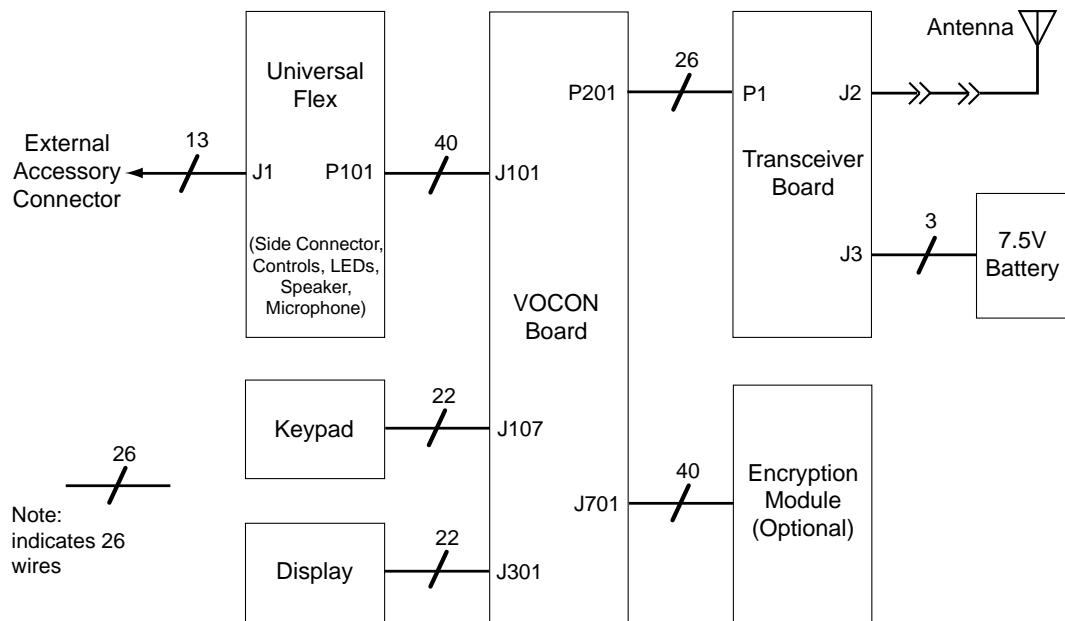 Antenna
Universal
Flex
26
P201
P1
J2
External
Accessory
Connector
13
J1
P101
40
J101
Transceiver
Board
(Side Connector,
Controls, LEDs,
Speaker,
Microphone)
J3
3
7.5V
Battery
VOCON
Board
Keypad
22
J107
26
Note:
indicates 26
wires
J701
40
Encryption
Module
(Optional)
Display
22
J301